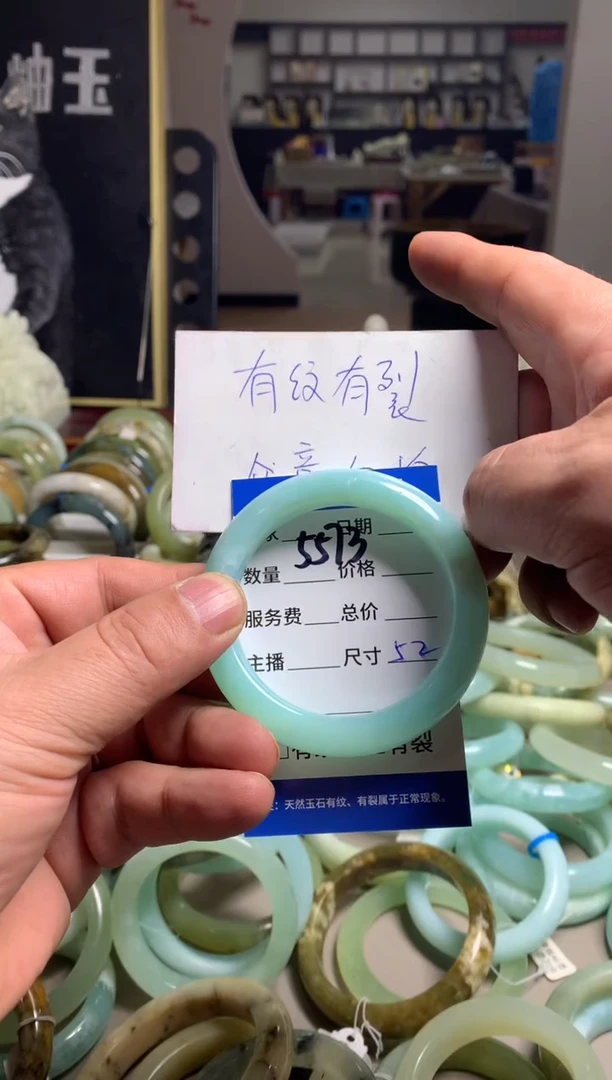 岫玉
有纹有裂
5573
日期
数量 价格
服务费 总价
主播 尺寸 52
有裂
天然玉石有纹、有裂属于正常现象。